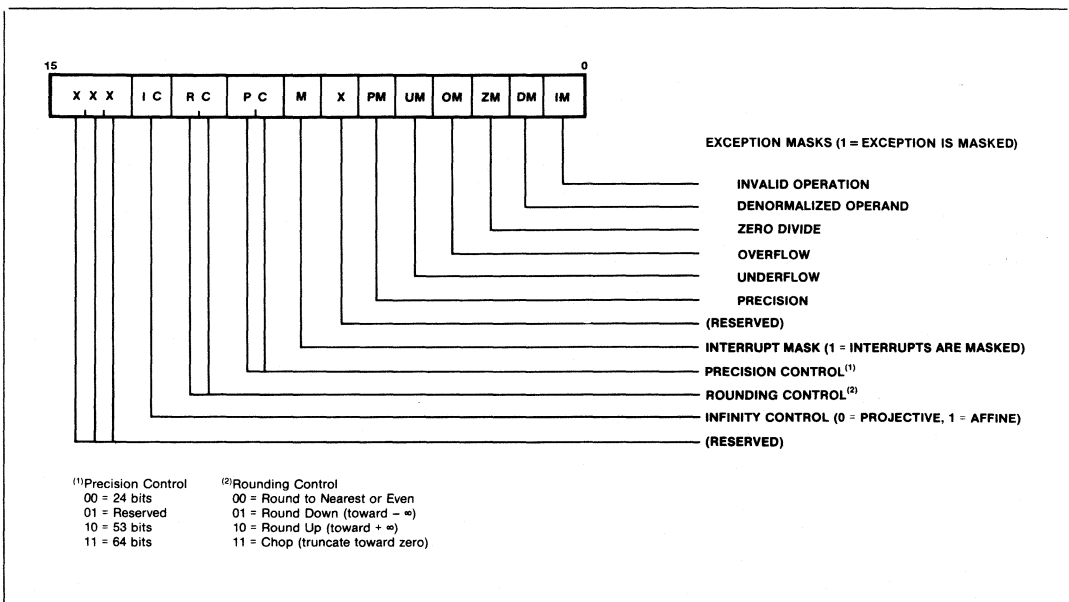 15 0
X X X I C R C P C M X PM UM OM ZM DM IM
EXCEPTION MASKS (1 = EXCEPTION IS MASKED)
INVALID OPERATION
DENORMALIZED OPERAND
ZERO DIVIDE
OVERFLOW
UNDERFLOW
PRECISION
(RESERVED)
INTERRUPT MASK (1 = INTERRUPTS ARE MASKED)
PRECISION CONTROL(1)
ROUNDING CONTROL(2)
INFINITY CONTROL (0 = PROJECTIVE, 1 = AFFINE)
(RESERVED)
(1)Precision Control
00 = 24 bits
01 = Reserved
10 = 53 bits
11 = 64 bits
(2)Rounding Control
00 = Round to Nearest or Even
01 = Round Down (toward − ∞)
10 = Round Up (toward + ∞)
11 = Chop (truncate toward zero)